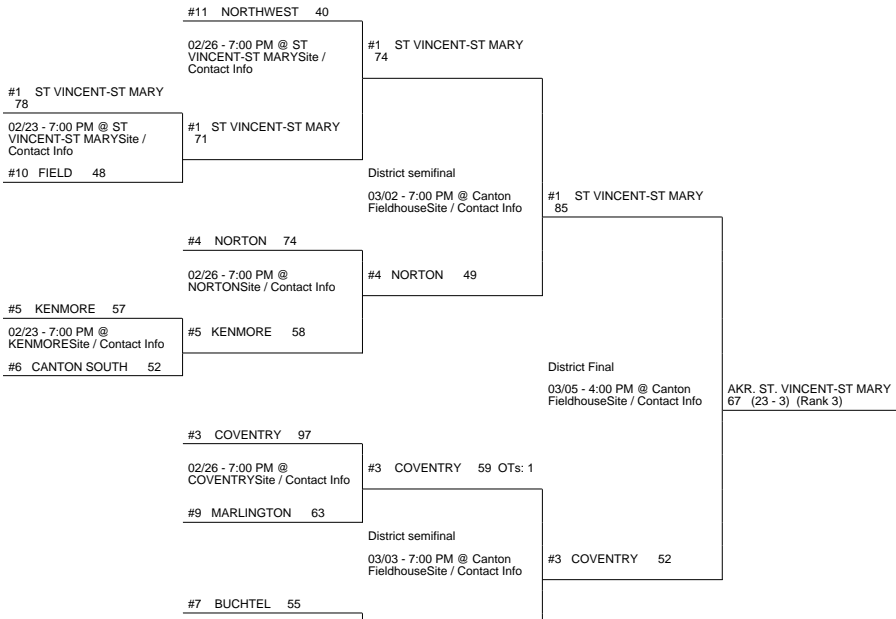 #11 NORTHWEST 40
02/26 - 7:00 PM @ ST
VINCENT-ST MARYSite /
Contact Info
#1 ST VINCENT-ST MARY
74
#1 ST VINCENT-ST MARY
78
02/23 - 7:00 PM @ ST
VINCENT-ST MARYSite /
Contact Info
#10 FIELD 48
#1 ST VINCENT-ST MARY
71
District semifinal
03/02 - 7:00 PM @ Canton
FieldhouseSite / Contact Info
#1 ST VINCENT-ST MARY
85
#4 NORTON 74
02/26 - 7:00 PM @
NORTONSite / Contact Info
#4 NORTON 49
#5 KENMORE 57
02/23 - 7:00 PM @
KENMORESite / Contact Info
#6 CANTON SOUTH 52
#5 KENMORE 58
District Final
03/05 - 4:00 PM @ Canton
FieldhouseSite / Contact Info
AKR. ST. VINCENT-ST MARY
67 (23 - 3) (Rank 3)
#3 COVENTRY 97
02/26 - 7:00 PM @
COVENTRYSite / Contact Info
#9 MARLINGTON 63
#3 COVENTRY 59 OTs: 1
District semifinal
03/03 - 7:00 PM @ Canton
FieldhouseSite / Contact Info
#3 COVENTRY 52
#7 BUCHTEL 55